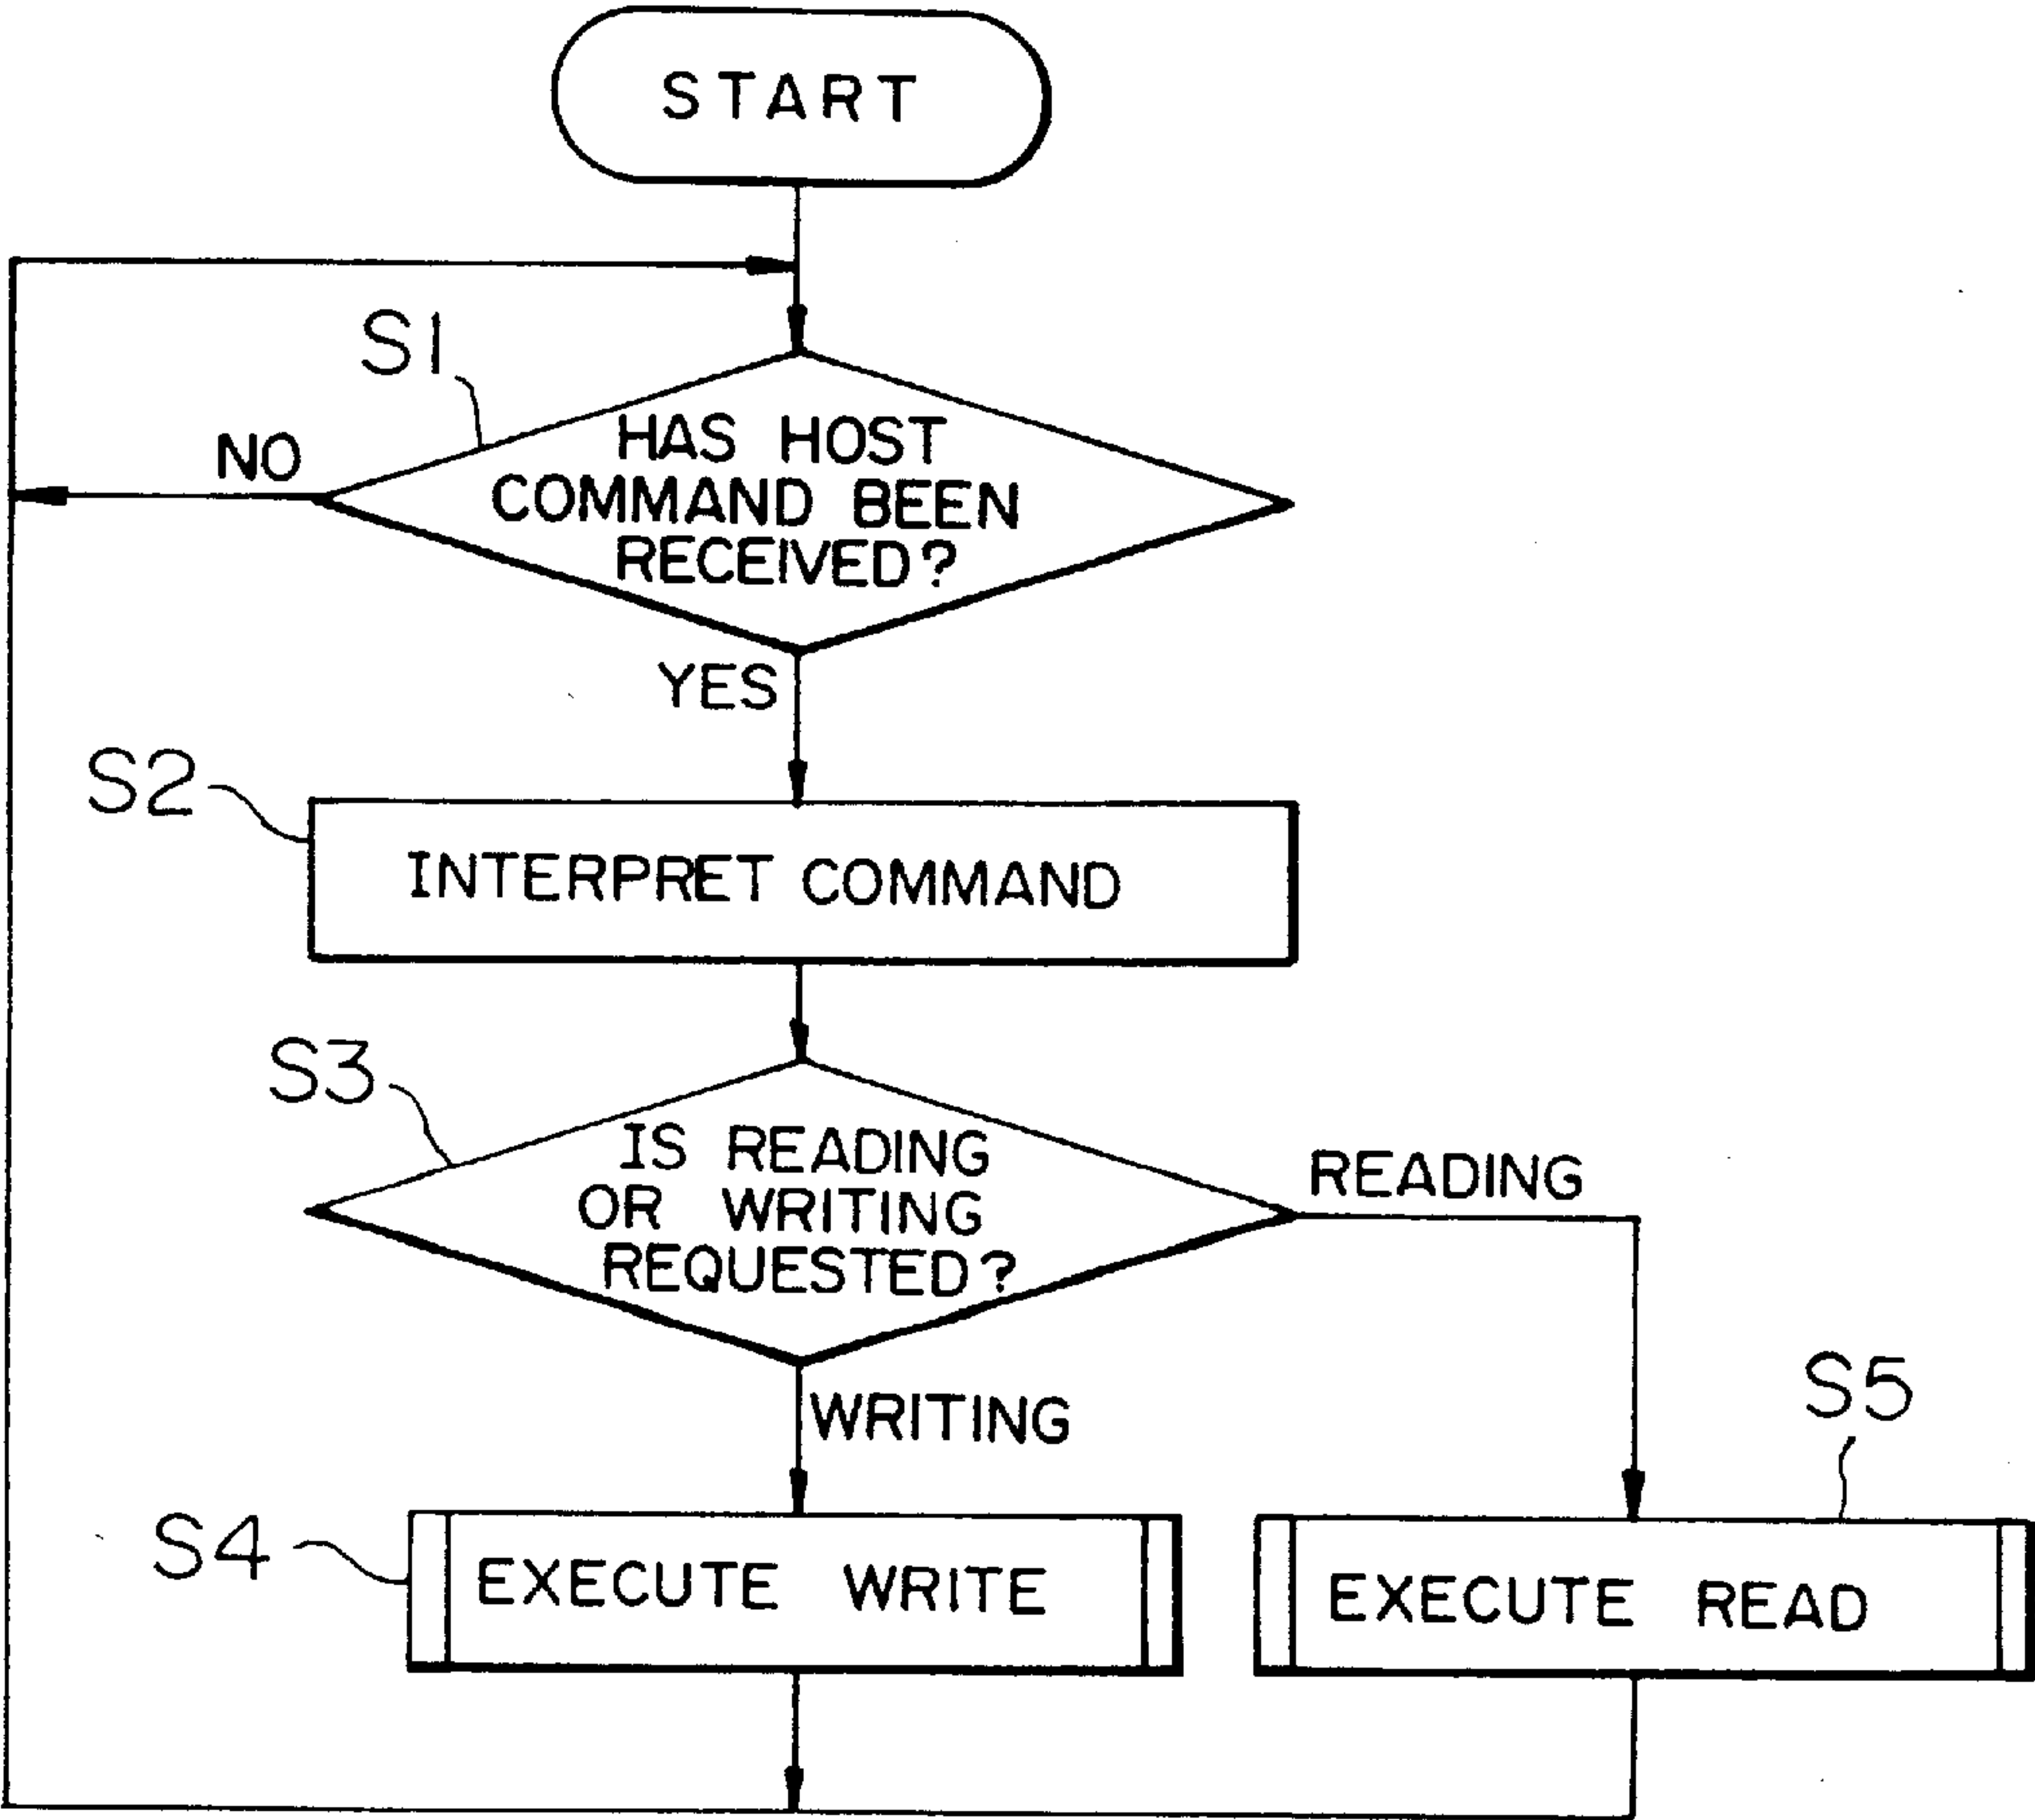 START
S1
NO
HAS HOST
COMMAND BEEN
RECEIVED?
YES
S2
INTERPRET COMMAND
S3
IS READING
OR WRITING
REQUESTED?
READING
WRITING
S4
EXECUTE WRITE
S5
EXECUTE READ